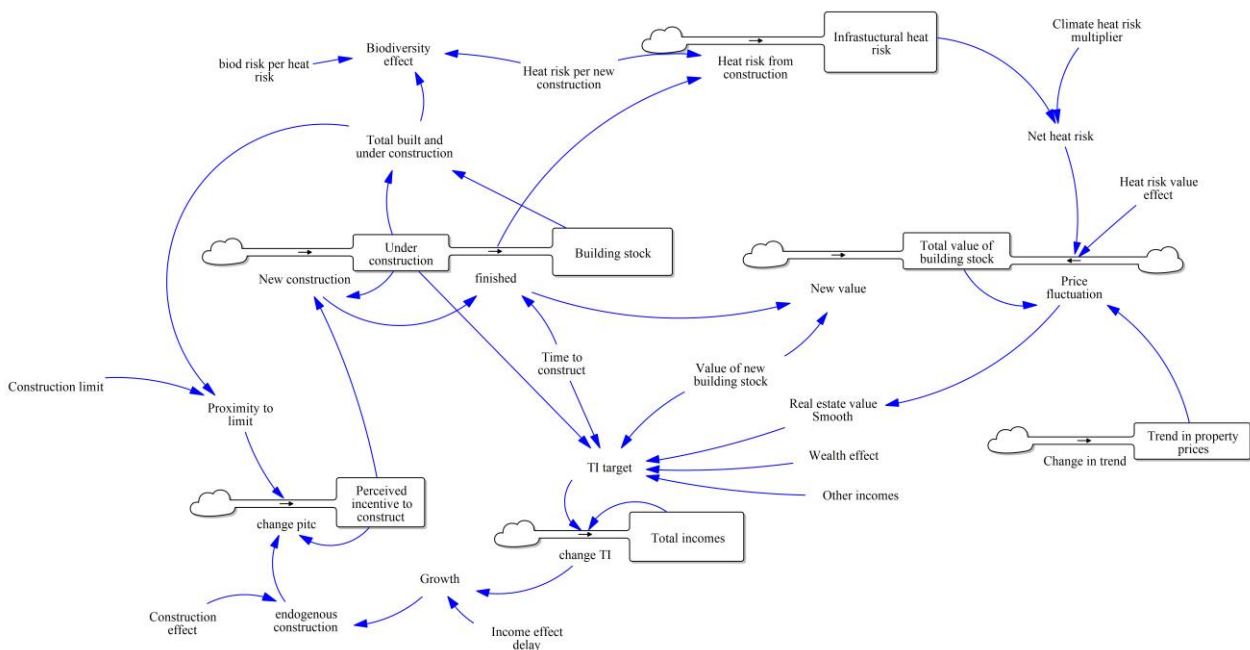 Climate heat risk
multiplier
Infrastuctural heat
risk
Biodiversity
effect
biod risk per heat
risk
Heat risk per new
construction
Heat risk from
construction
Net heat risk
Total built and
under construction
Heat risk value
effect
Under
construction
Building stock
Total value of
building stock
New construction
finished
New value
Price
fluctuation
Time to
construct
Value of new
building stock
Construction limit
Proximity to
limit
Real estate value
Smooth
Trend in property
prices
Change in trend
TI target
Wealth effect
Other incomes
Perceived
incentive to
construct
change pitc
Total incomes
change TI
Growth
Construction
effect
endogenous
construction
Income effect
delay